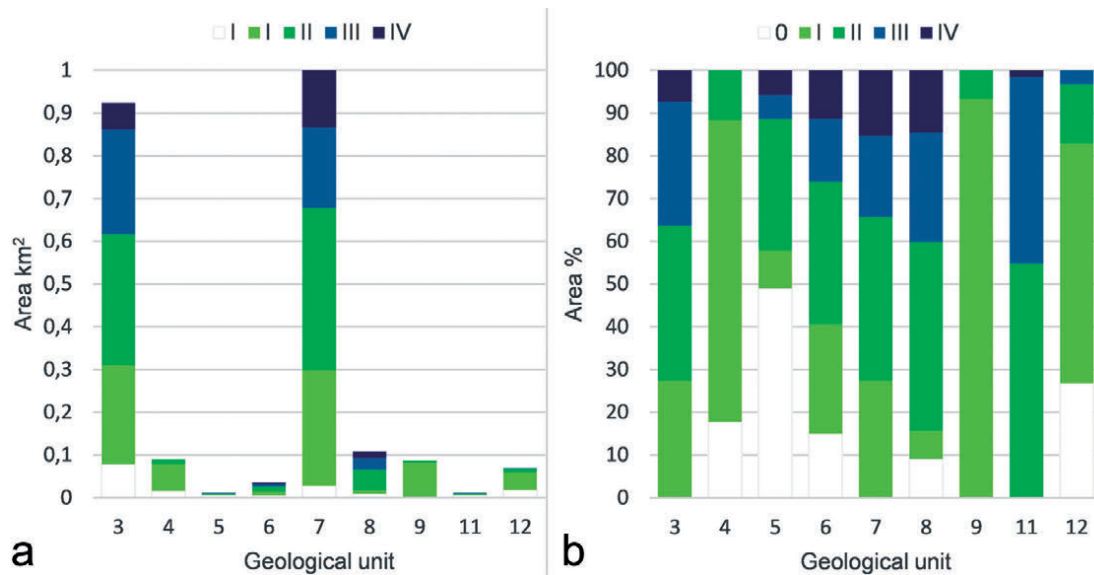 I I II III IV
1
0,9
0,8
0,7
0,6
0,5
0,4
0,3
0,2
0,1
0
Area km²
3 4 5 6 7 8 9 11 12
Geological unit
a
0 I II III IV
100
90
80
70
60
50
40
30
20
10
0
Area %
3 4 5 6 7 8 9 11 12
Geological unit
b